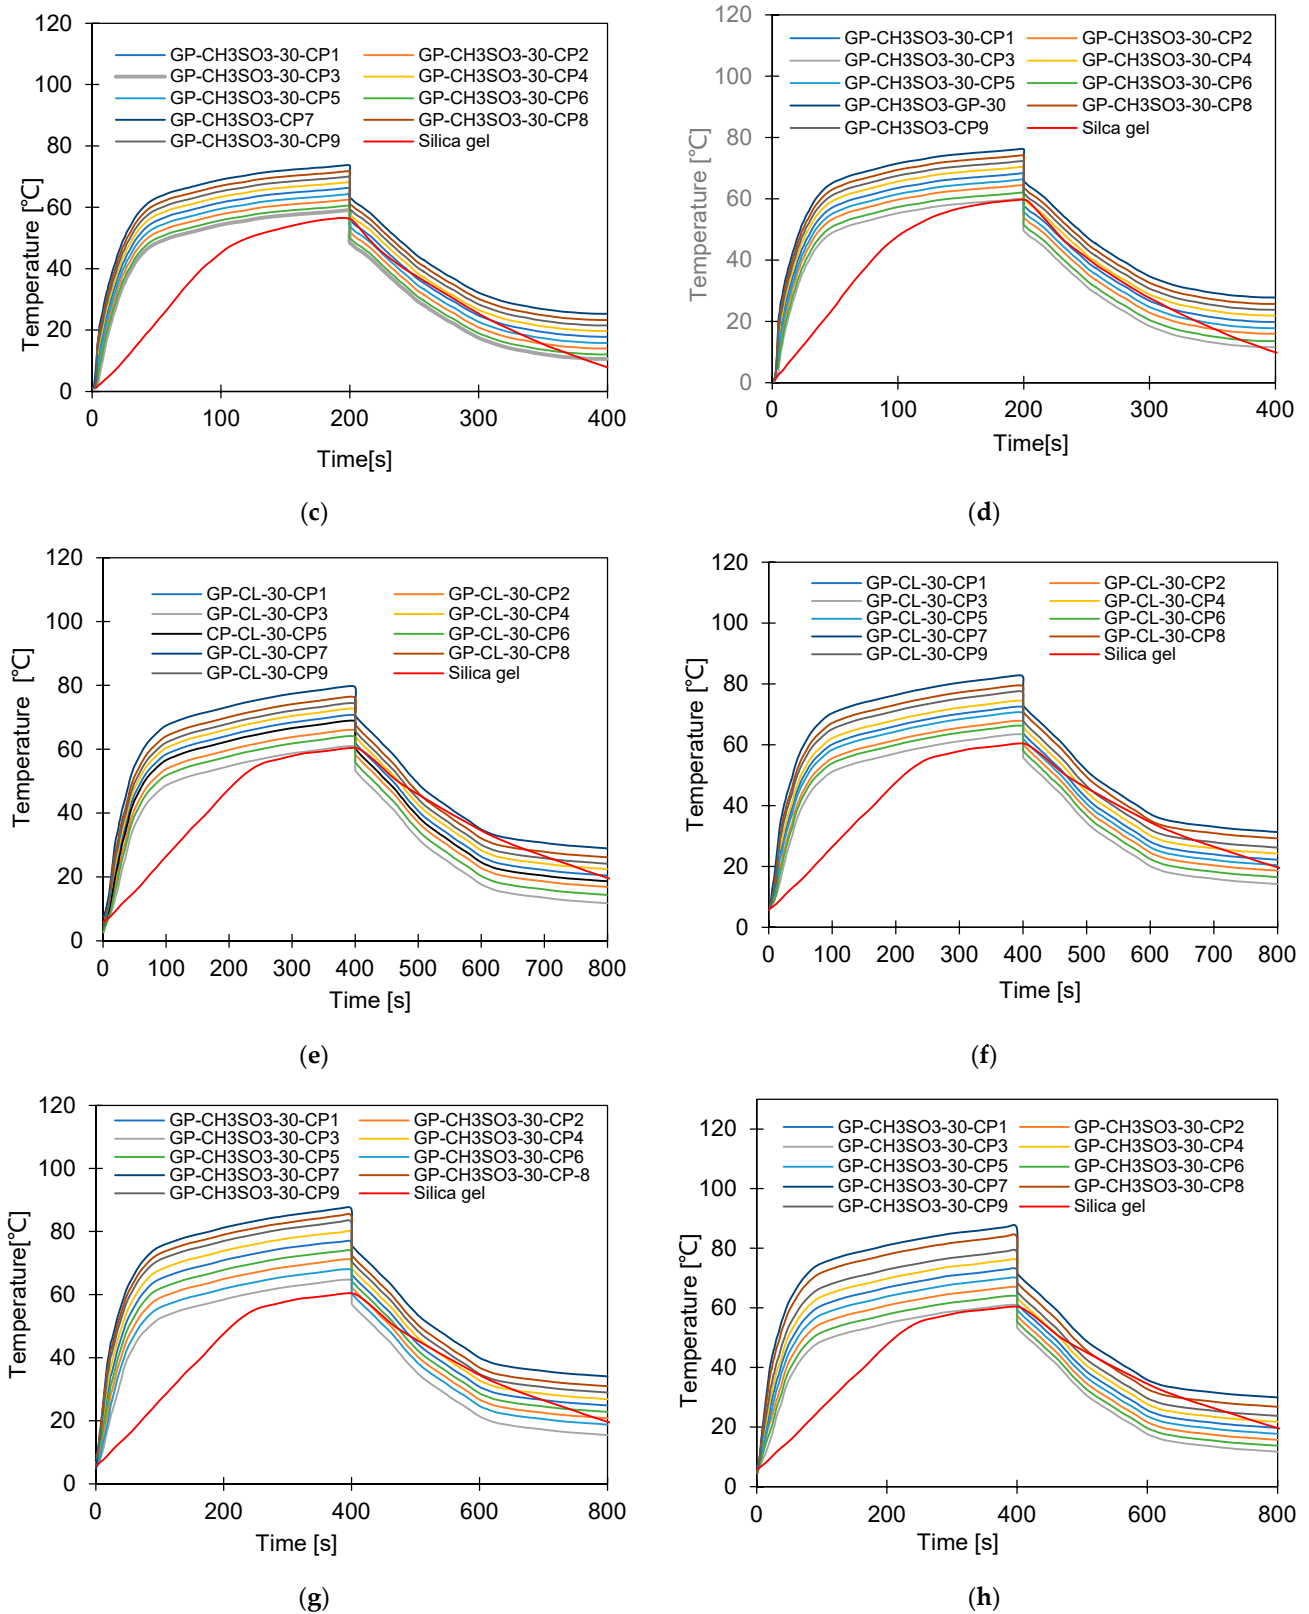 120
100
80
60
40
20
0
Temperature [℃]
GP-CH3SO3-30-CP1 GP-CH3SO3-30-CP2
GP-CH3SO3-30-CP3 GP-CH3SO3-30-CP4
GP-CH3SO3-30-CP5 GP-CH3SO3-30-CP6
GP-CH3SO3-CP7 GP-CH3SO3-30-CP8
GP-CH3SO3-30-CP9 Silica gel
0 100 200 300 400
Time[s]
(c)
120
100
80
60
40
20
0
Temperature [℃]
GP-CH3SO3-30-CP1 GP-CH3SO3-30-CP2
GP-CH3SO3-30-CP3 GP-CH3SO3-30-CP4
GP-CH3SO3-30-CP5 GP-CH3SO3-30-CP6
GP-CH3SO3-GP-30 GP-CH3SO3-30-CP8
GP-CH3SO3-CP9 Silca gel
0 100 200 300 400
Time[s]
(d)
120
100
80
60
40
20
0
Temperature [℃]
GP-CL-30-CP1 GP-CL-30-CP2
GP-CL-30-CP3 GP-CL-30-CP4
CP-CL-30-CP5 GP-CL-30-CP6
GP-CL-30-CP7 GP-CL-30-CP8
GP-CL-30-CP9 Silica gel
0 100 200 300 400 500 600 700 800
Time [s]
(e)
120
100
80
60
40
20
0
Temperature [℃]
GP-CL-30-CP1 GP-CL-30-CP2
GP-CL-30-CP3 GP-CL-30-CP4
GP-CL-30-CP5 GP-CL-30-CP6
GP-CL-30-CP7 GP-CL-30-CP8
GP-CL-30-CP9 Silica gel
0 100 200 300 400 500 600 700 800
Time [s]
(f)
120
100
80
60
40
20
0
Temperature[℃]
GP-CH3SO3-30-CP1 GP-CH3SO3-30-CP2
GP-CH3SO3-30-CP3 GP-CH3SO3-30-CP4
GP-CH3SO3-30-CP5 GP-CH3SO3-30-CP6
GP-CH3SO3-30-CP7 GP-CH3SO3-30-CP-8
GP-CH3SO3-30-CP9 Silica gel
0 200 400 600 800
Time [s]
(g)
120
100
80
60
40
20
0
Temperature [℃]
GP-CH3SO3-30-CP1 GP-CH3SO3-30-CP2
GP-CH3SO3-30-CP3 GP-CH3SO3-30-CP4
GP-CH3SO3-30-CP5 GP-CH3SO3-30-CP6
GP-CH3SO3-30-CP7 GP-CH3SO3-30-CP8
GP-CH3SO3-30-CP9 Silica gel
0 200 400 600 800
Time [s]
(h)